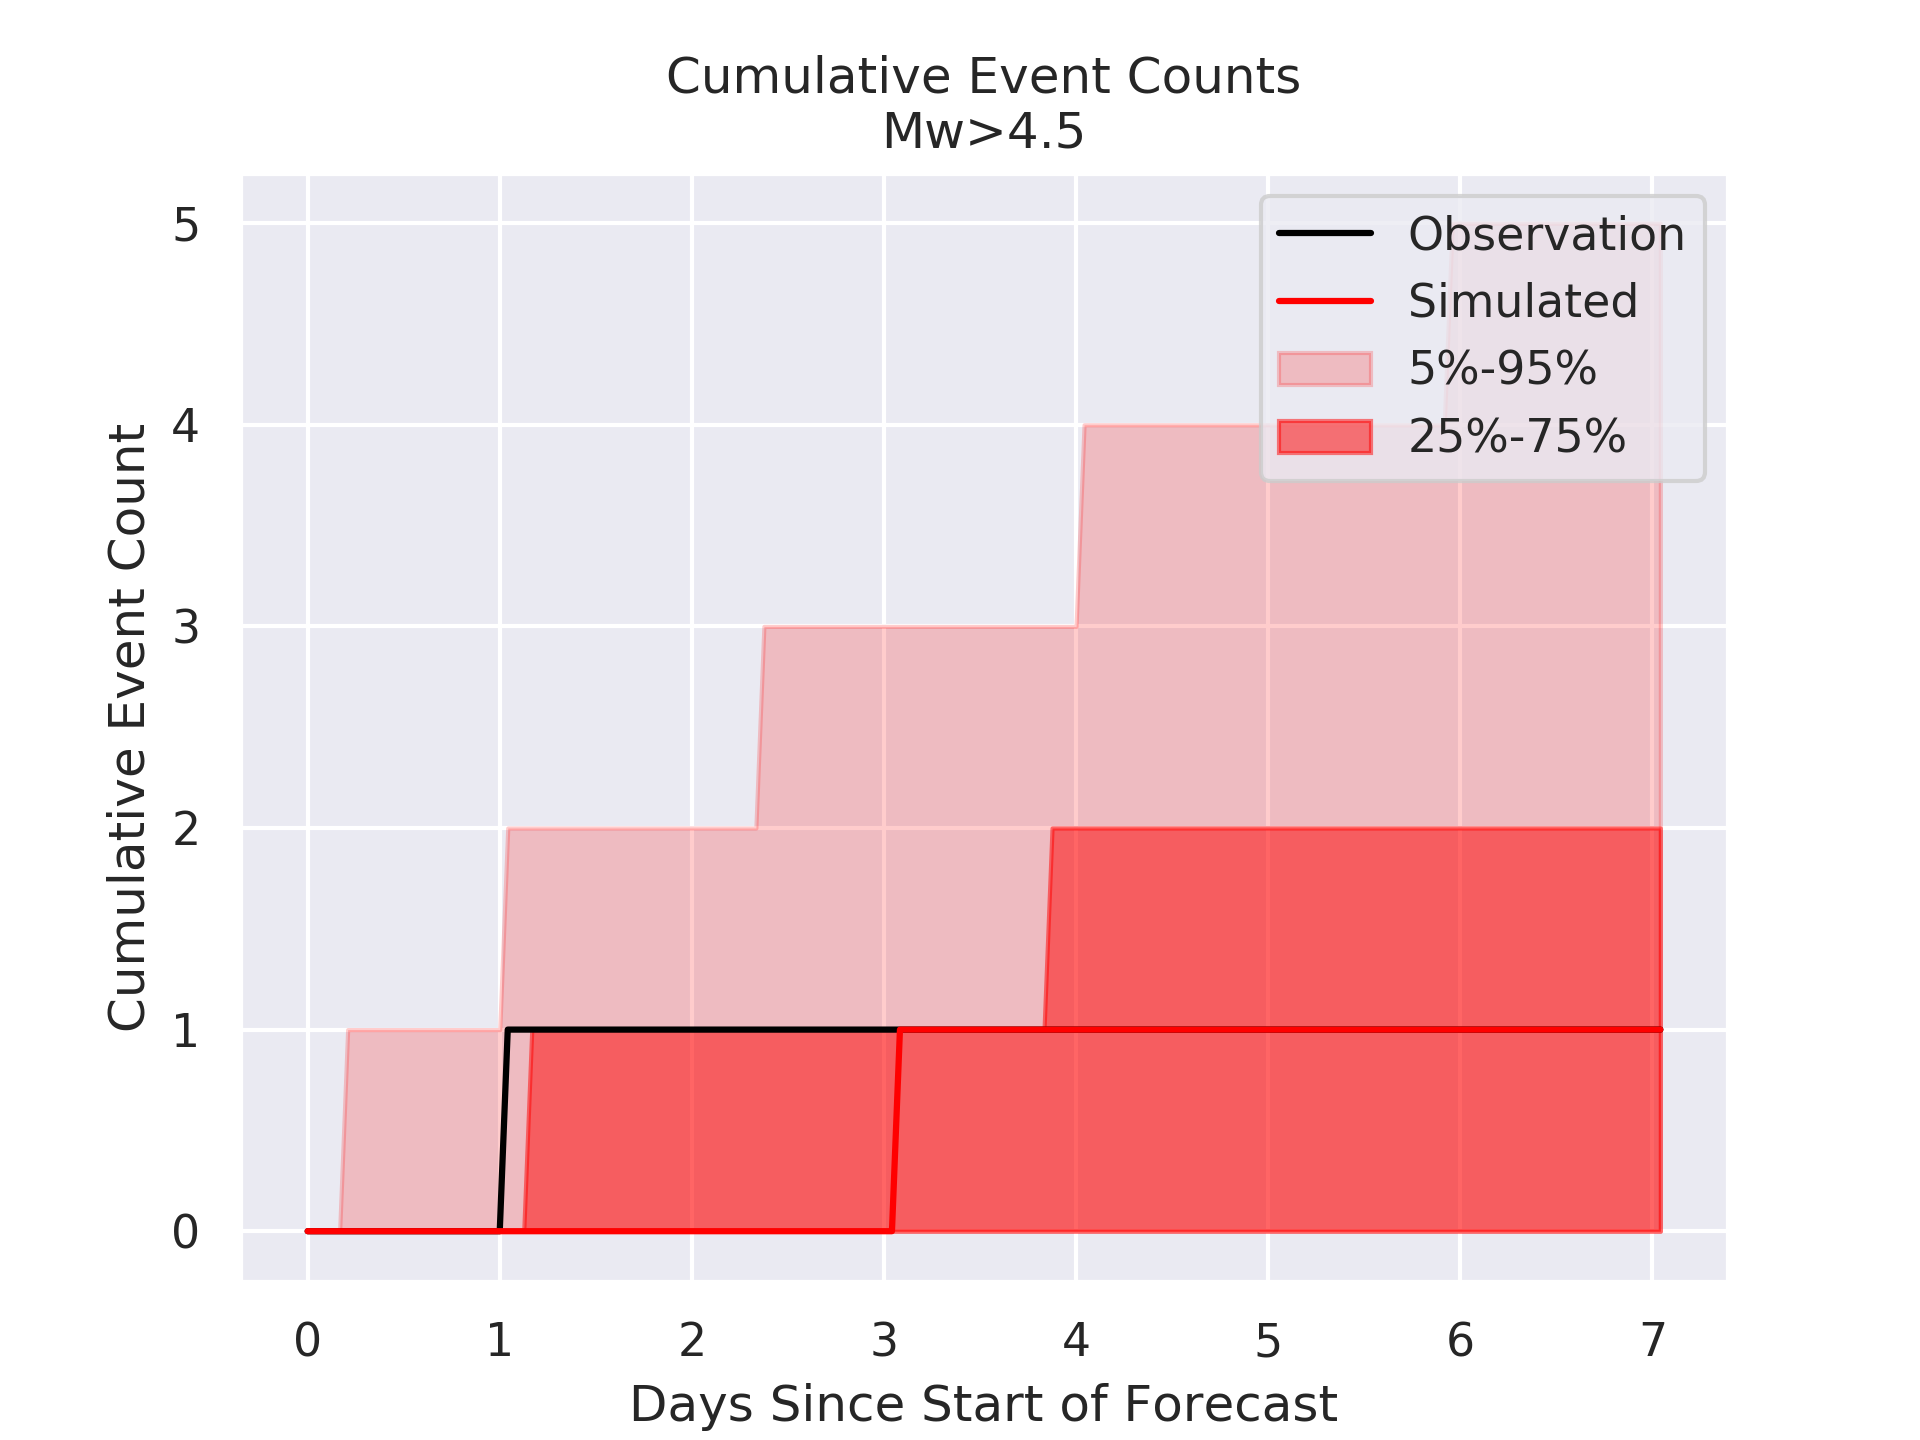 Cumulative Event Counts
Mw>4.5
Cumulative Event Count
5
4
3
2
1
0
Observation
Simulated
5%-95%
25%-75%
0 1 2 3 4 5 6 7
Days Since Start of Forecast